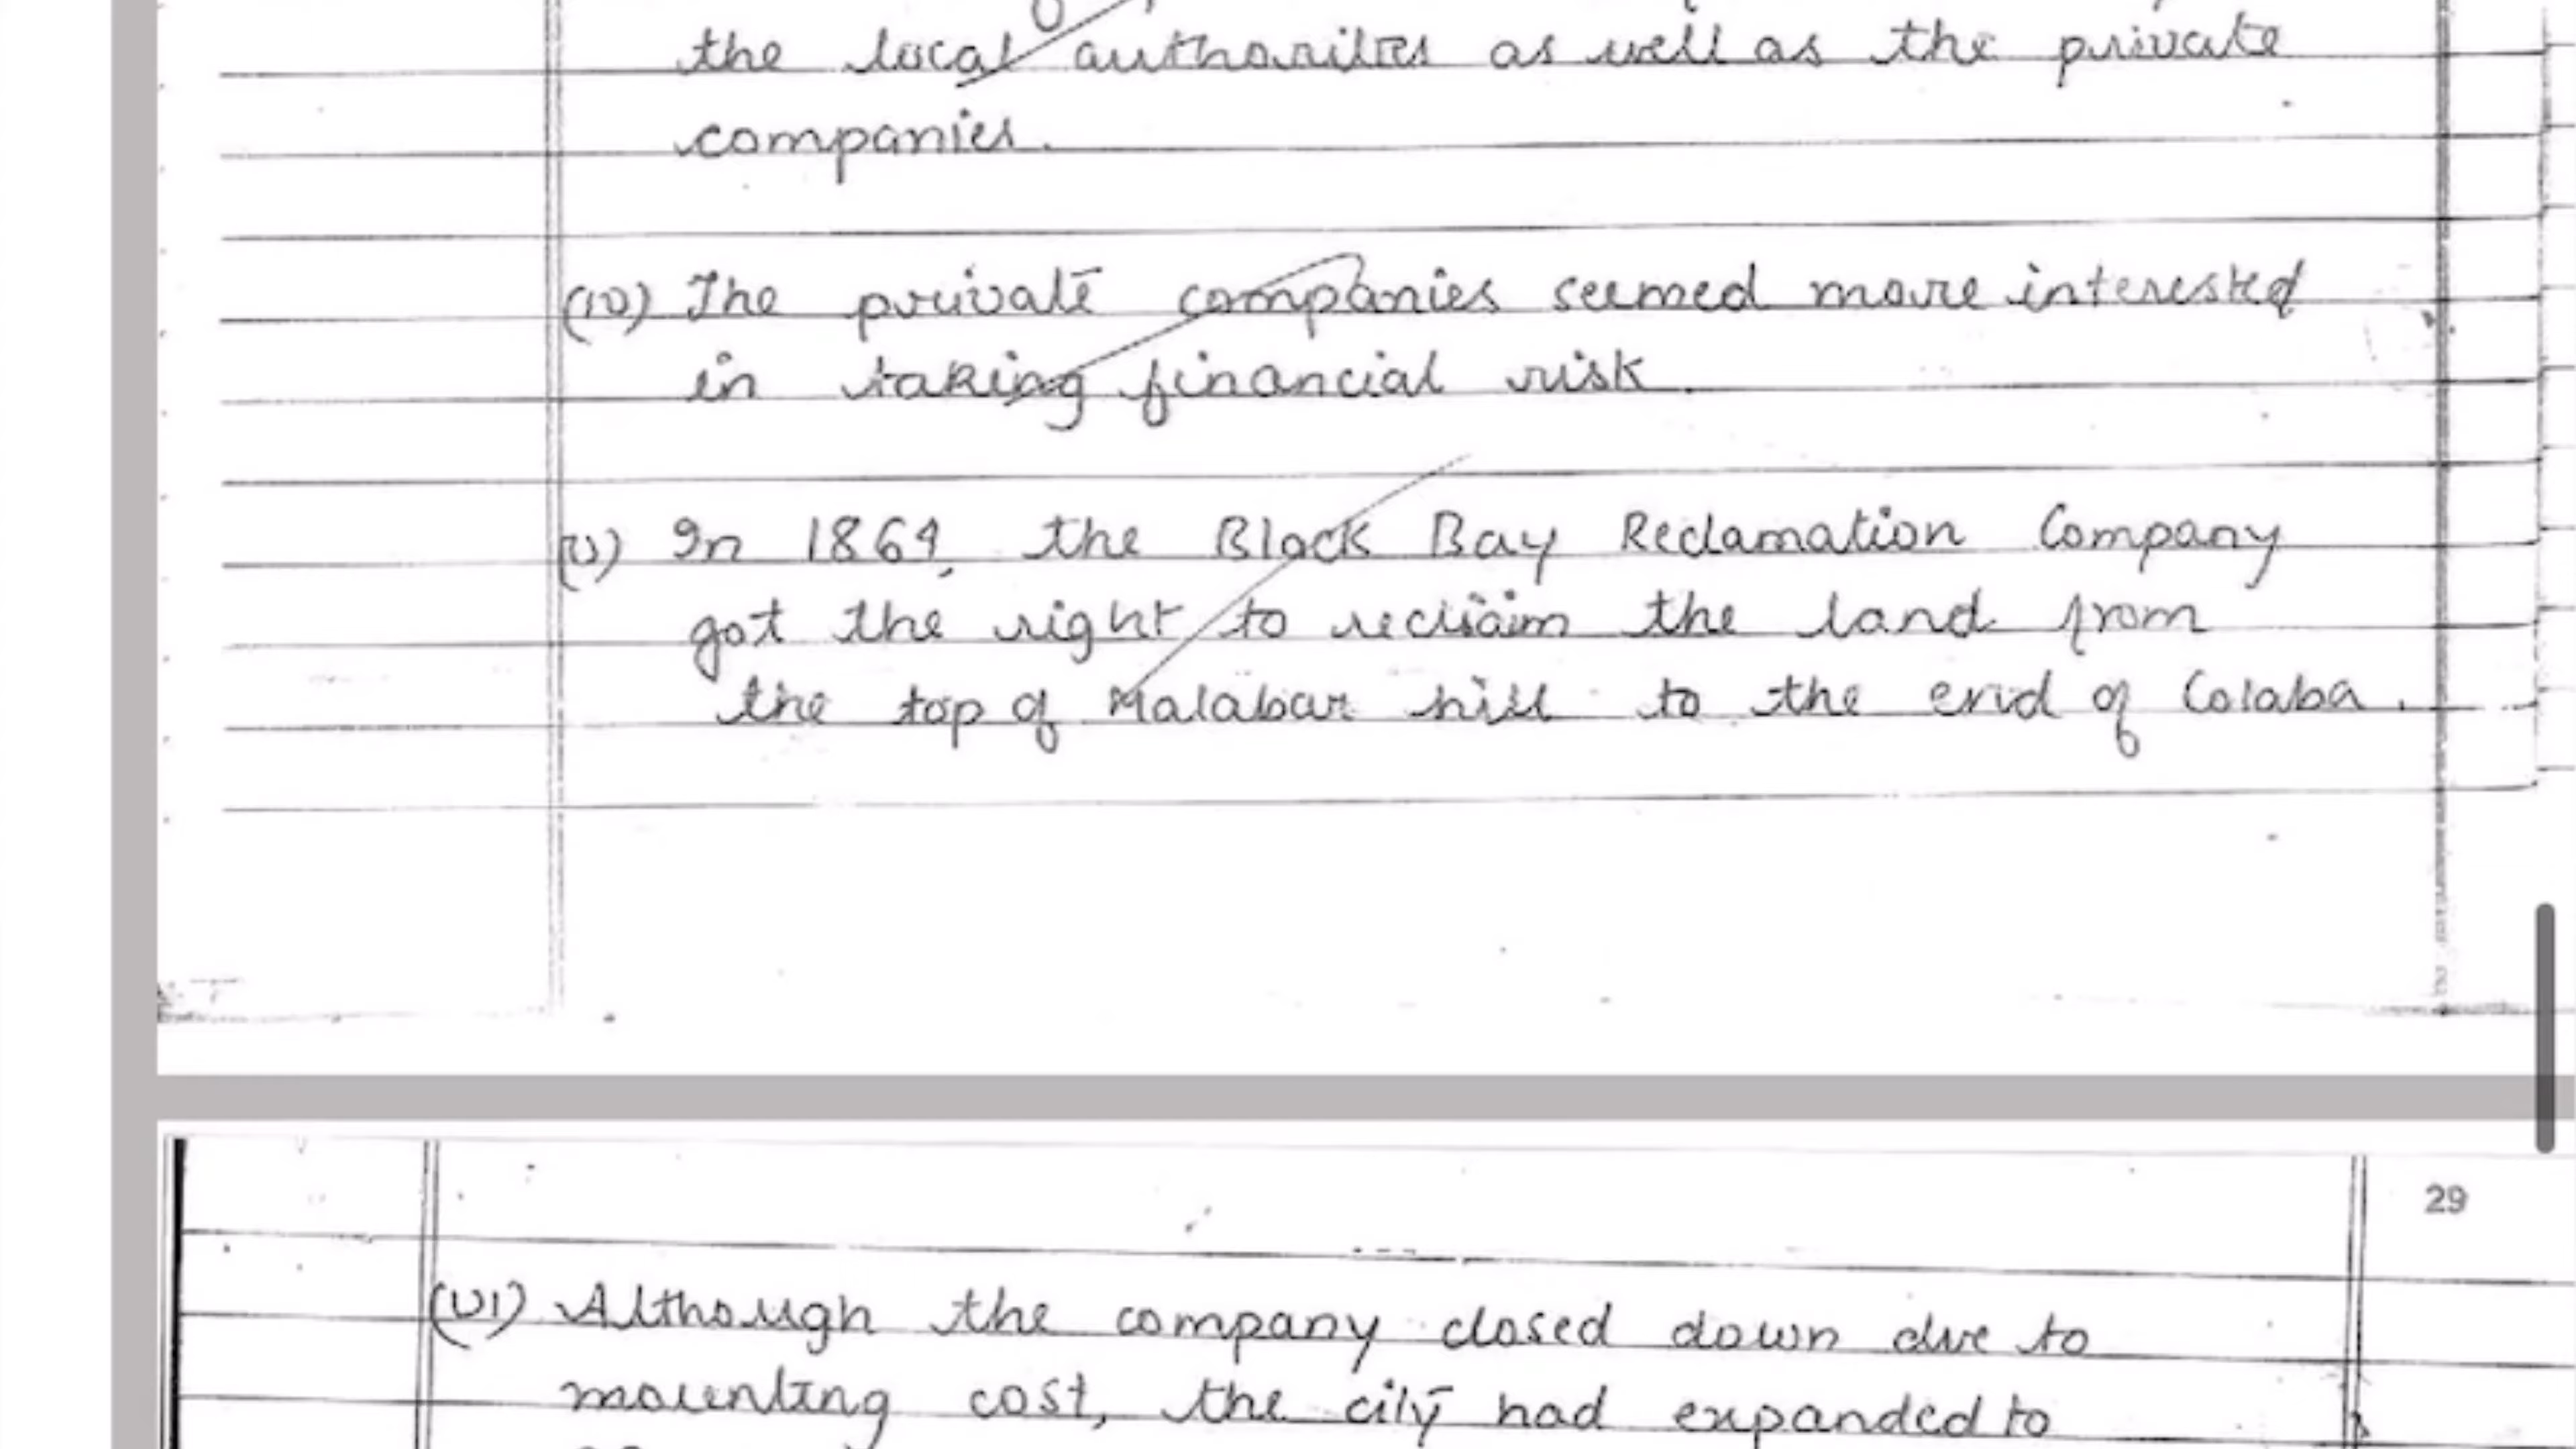 the local authorities as well as the private
companies.
(iv) The private companies seemed more interested
in taking financial risk.
(v) In 1864, the Black Bay Reclamation Company
got the right to recliaim the land from
the top of Malabar hill to the end of Colaba.
29
(vi) Although the company closed down due to
mounting cost, the city had expanded to